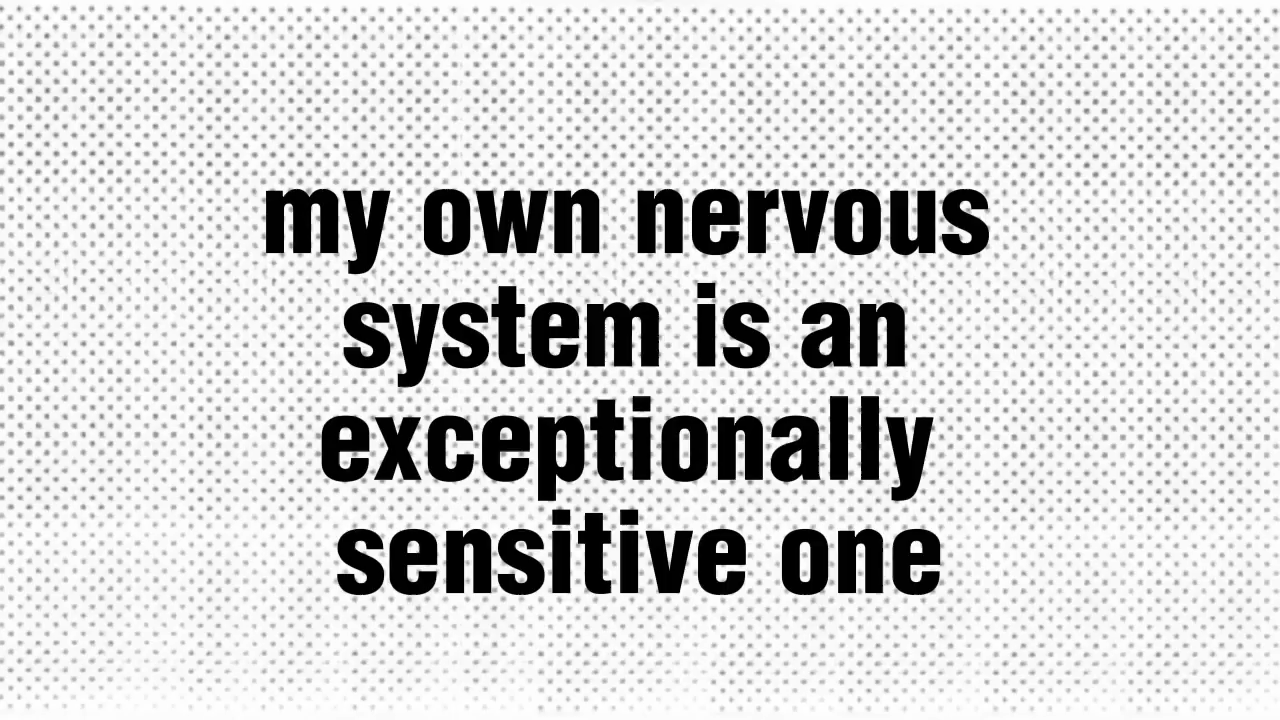 my own nervous
system is an
exceptionally
sensitive one